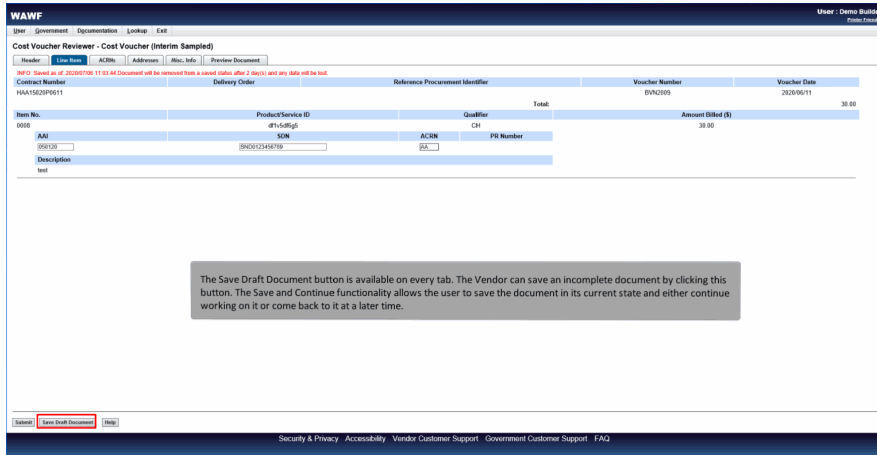 WAWF
User : Demo Builde
Printer Friend
User Government Documentation Lookup Exit
Cost Voucher Reviewer - Cost Voucher (Interim Sampled)
Header Line Item ACRNs Addresses Misc. Info Preview Document
INFO: Saved as of: 2020/07/06 11:03:44 Document will be removed from a saved status after 2 day(s) and any data will be lost.
Contract Number Delivery Order Reference Procurement Identifier Voucher Number Voucher Date
HAA15020P0611 BVN2009 2020/06/11
Total: 30.00
Item No. Product/Service ID Qualifier Amount Billed ($)
0008 df1v5df6g5 CH 30.00
AAI SDN ACRN PR Number
056120 SND0123456789 AA
Description
test
The Save Draft Document button is available on every tab. The Vendor can save an incomplete document by clicking this
button. The Save and Continue functionality allows the user to save the document in its current state and either continue
working on it or come back to it at a later time.
Submit Save Draft Document Help
Security & Privacy Accessibility Vendor Customer Support Government Customer Support FAQ